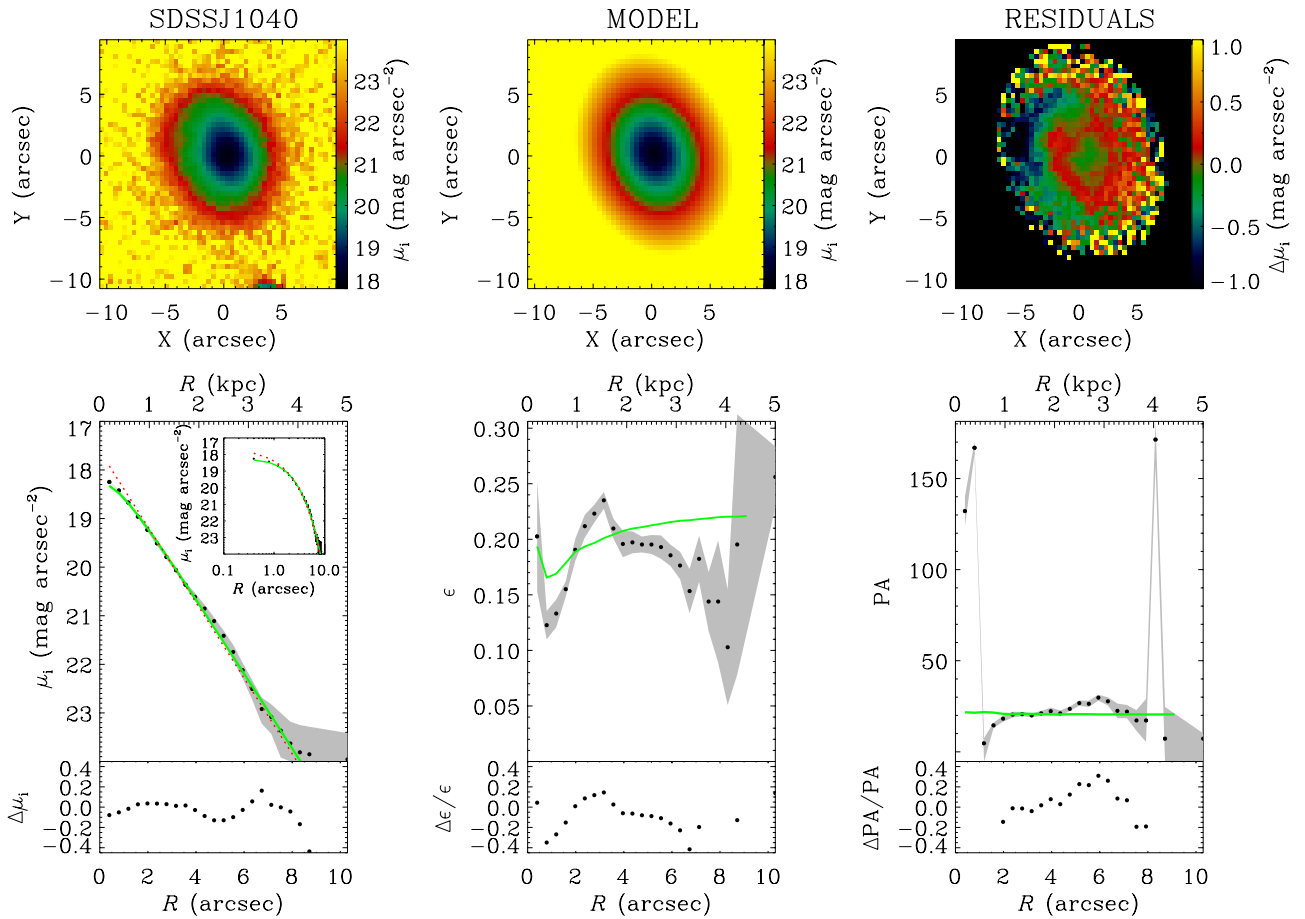 SDSSJ1040 MODEL RESIDUALS
Y (arcsec)
5
0
−5
−10
−10 −5 0 5
X (arcsec)
23
22
21
20
19
18
μi (mag arcsec−2)
Y (arcsec)
5
0
−5
−10
−10 −5 0 5
X (arcsec)
23
22
21
20
19
18
μi (mag arcsec−2)
Y (arcsec)
5
0
−5
−10
−10 −5 0 5
X (arcsec)
1.0
0.5
0.0
−0.5
−1.0
Δμi (mag arcsec−2)
R (kpc)
0 1 2 3 4 5
μi (mag arcsec−2)
17
18
19
20
21
22
23
μi (mag arcsec−2)
17
18
19
20
21
22
23
0.1 1.0 10.0
R (arcsec)
Δμi
0.4
0.2
0.0
−0.2
−0.4
0 2 4 6 8 10
R (arcsec)
R (kpc)
0 1 2 3 4 5
ϵ
0.30
0.25
0.20
0.15
0.10
0.05
Δϵ/ϵ
0.4
0.2
0.0
−0.2
−0.4
0 2 4 6 8 10
R (arcsec)
R (kpc)
0 1 2 3 4 5
PA
150
100
50
ΔPA/PA
0.4
0.2
0.0
−0.2
−0.4
0 2 4 6 8 10
R (arcsec)